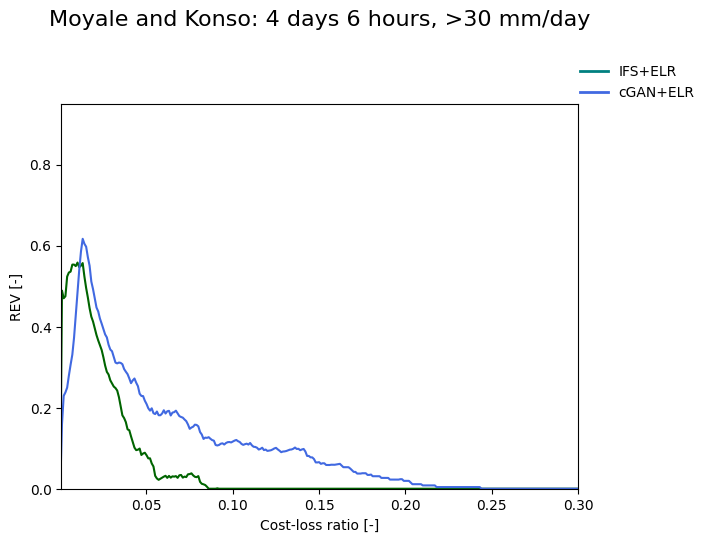 Moyale and Konso: 4 days 6 hours, >30 mm/day
IFS+ELR
cGAN+ELR
0.8
0.6
0.4
0.2
0.0
REV [-]
0.05 0.10 0.15 0.20 0.25 0.30
Cost-loss ratio [-]